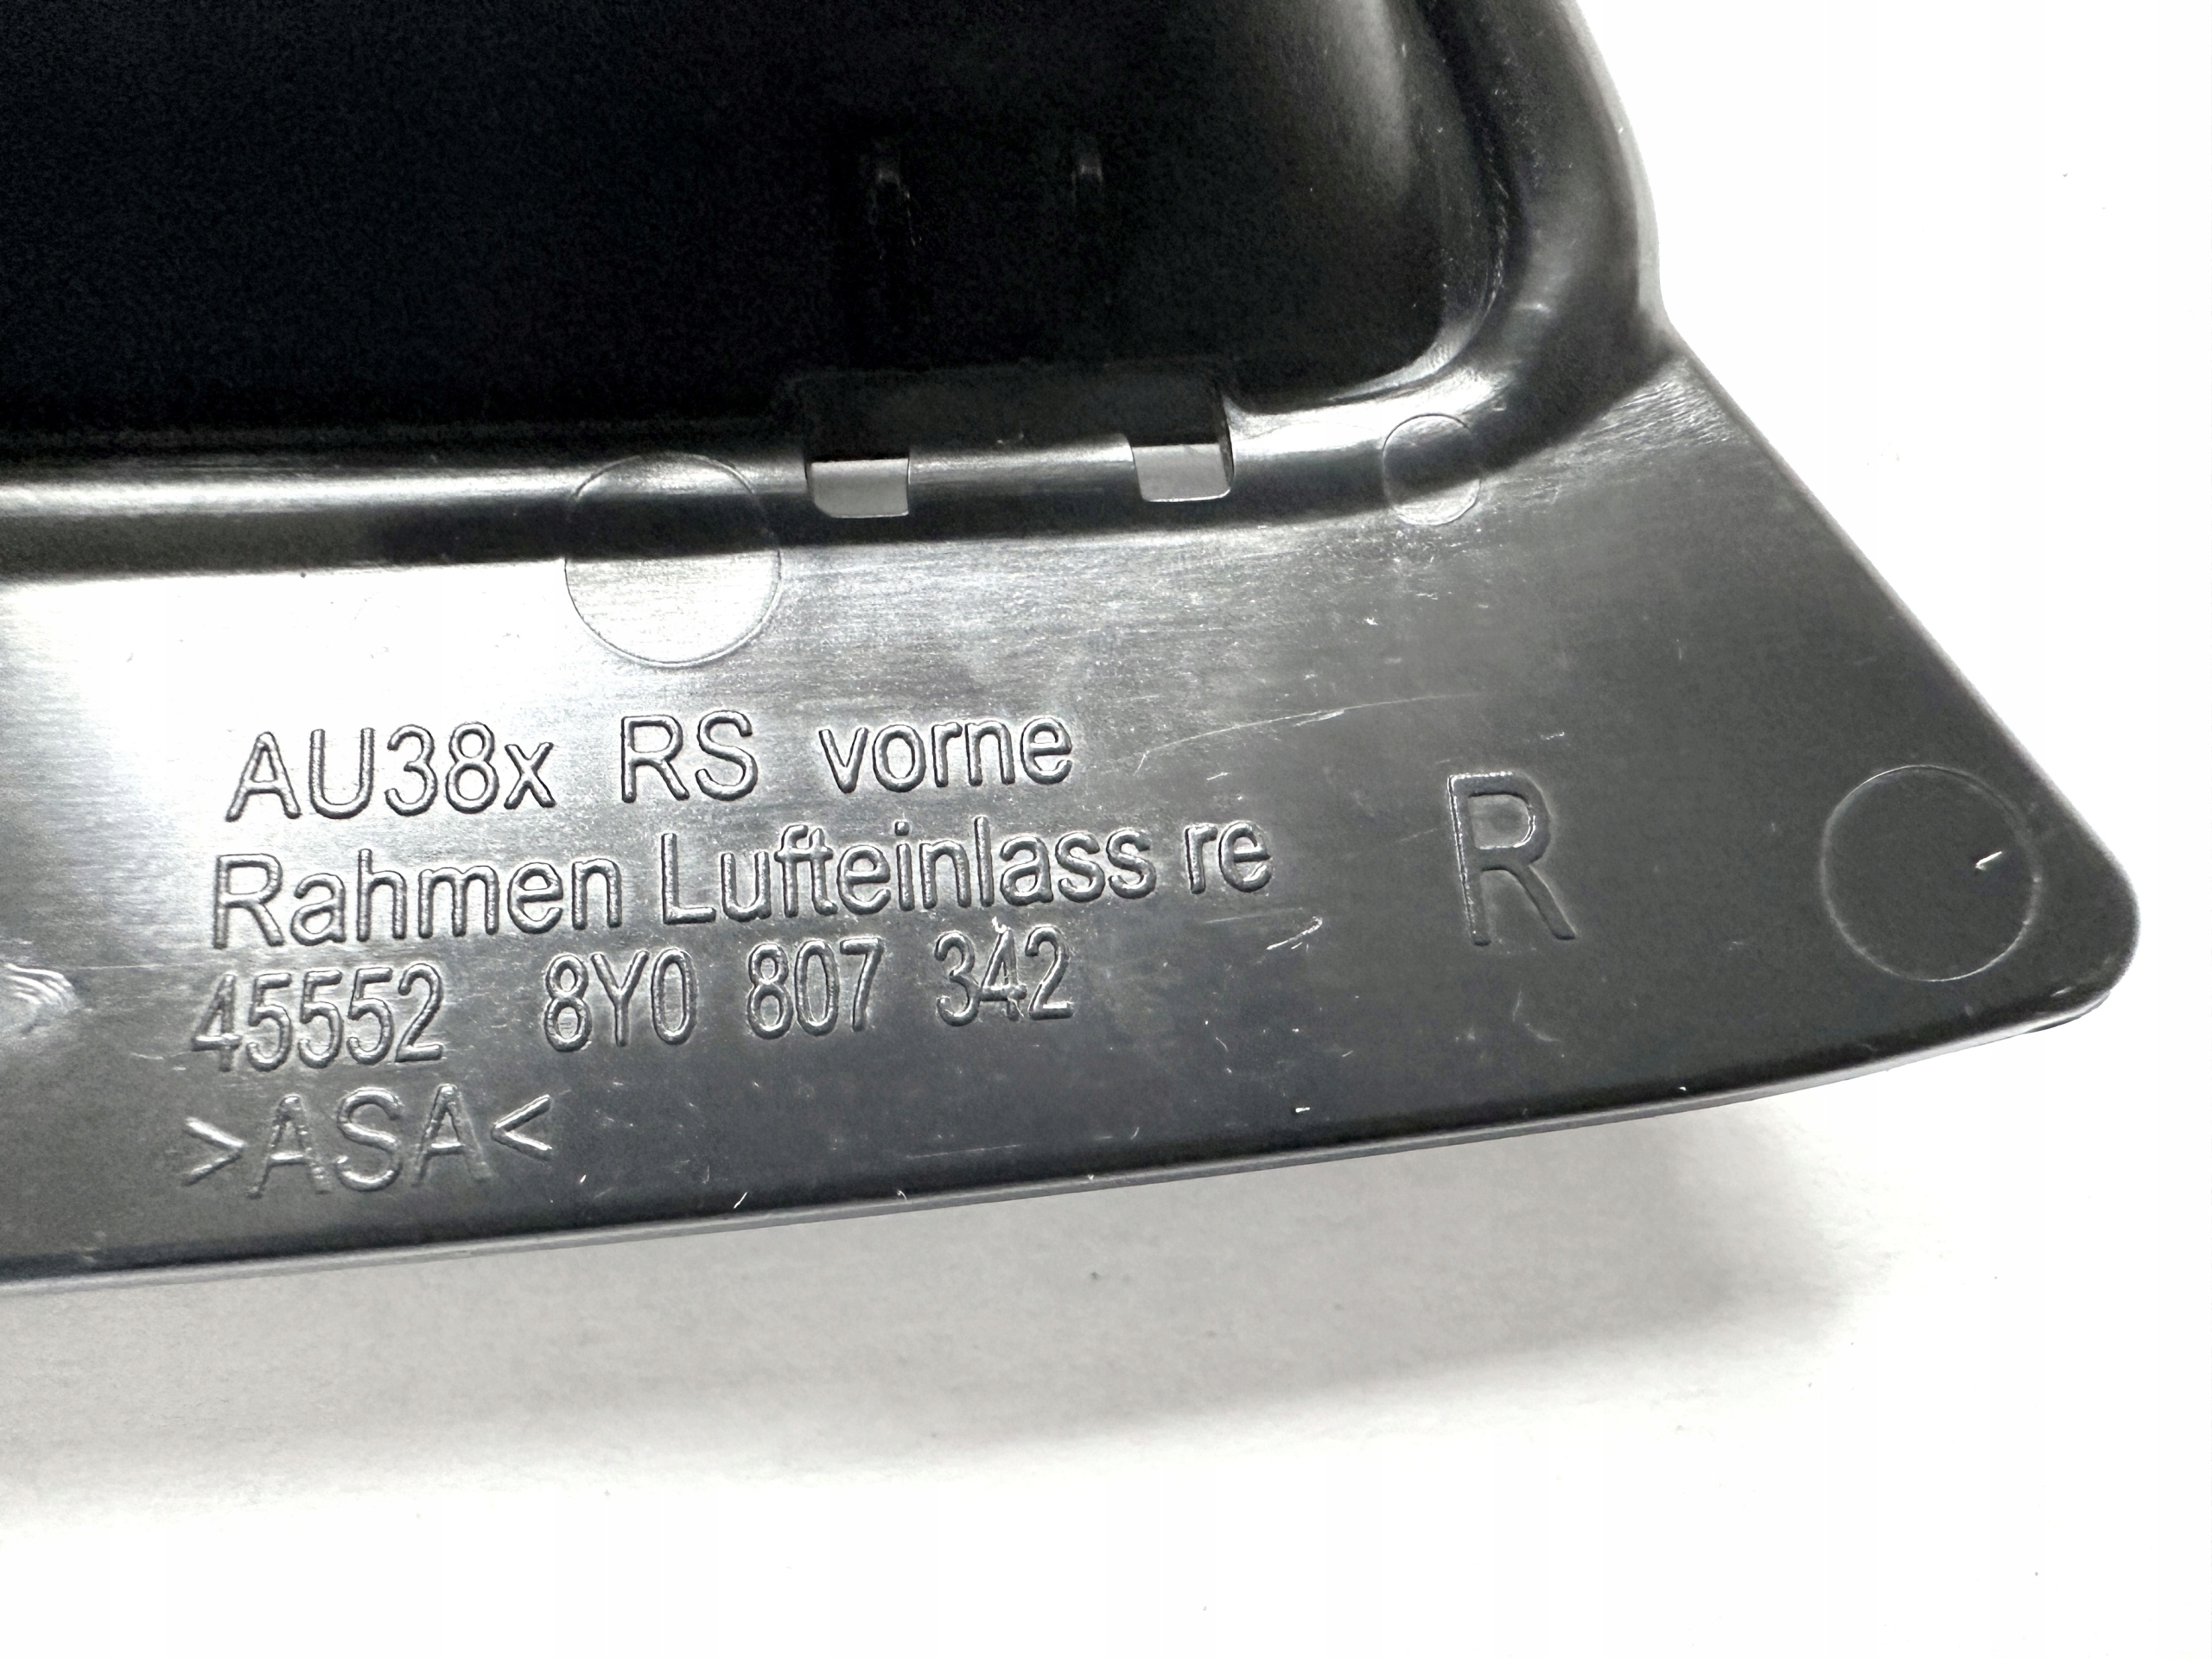 AU38x RS vorne
Rahmen Lufteinlass re
R
45552 8Y0 807 342
>ASA<